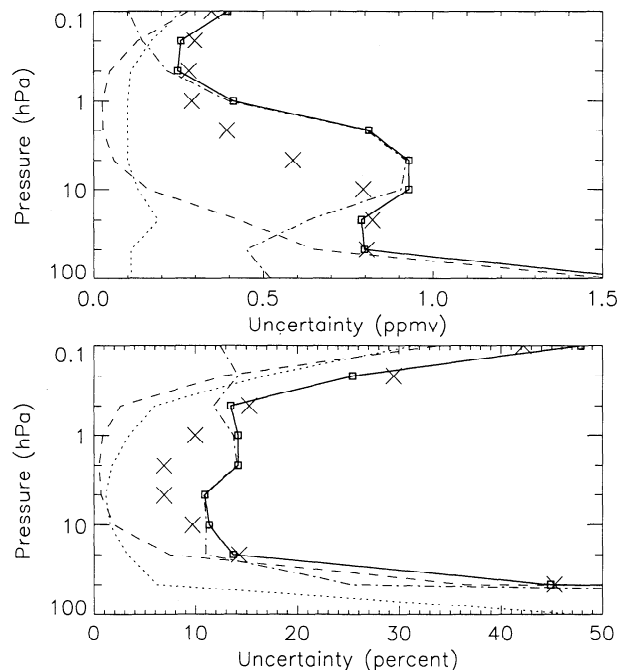 0.1
1
10
100
Pressure (hPa)
0.0 0.5 1.0 1.5
Uncertainty (ppmv)
0.1
1
10
100
Pressure (hPa)
0 10 20 30 40 50
Uncertainty (percent)